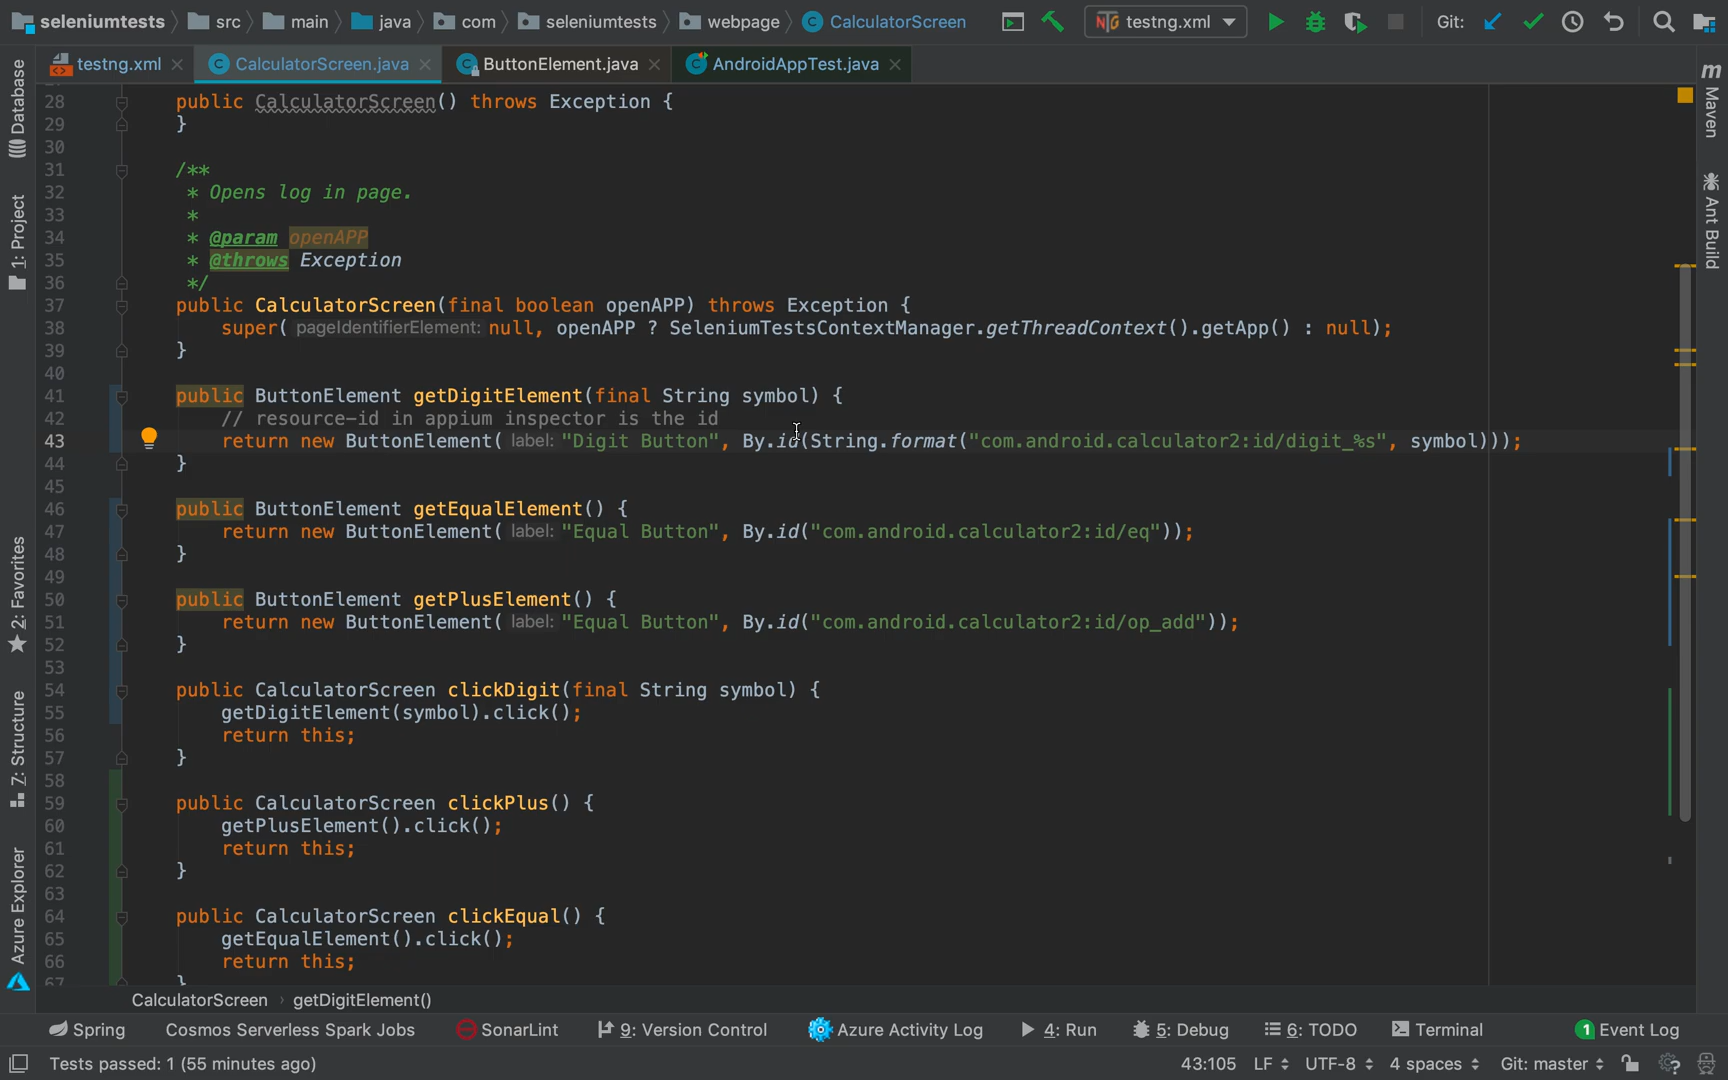 seleniumtests src main java com seleniumtests webpage CalculatorScreen testng.xml Git:
testng.xml CalculatorScreen.java ButtonElement.java AndroidAppTest.java
Database
1: Project
2: Favorites
Z: Structure
Azure Explorer
28 public CalculatorScreen() throws Exception {
29 }
30
31 /**
32 * Opens log in page.
33 *
34 * @param openAPP
35 * @throws Exception
36 */
37 public CalculatorScreen(final boolean openAPP) throws Exception {
38 super( pageIdentifierElement: null, openAPP ? SeleniumTestsContextManager.getThreadContext().getApp() : null);
39 }
40
41 public ButtonElement getDigitElement(final String symbol) {
42 // resource-id in appium inspector is the id
43 return new ButtonElement( label: "Digit Button", By.id(String.format("com.android.calculator2:id/digit_%s", symbol)));
44 }
45
46 public ButtonElement getEqualElement() {
47 return new ButtonElement( label: "Equal Button", By.id("com.android.calculator2:id/eq"));
48 }
49
50 public ButtonElement getPlusElement() {
51 return new ButtonElement( label: "Equal Button", By.id("com.android.calculator2:id/op_add"));
52 }
53
54 public CalculatorScreen clickDigit(final String symbol) {
55 getDigitElement(symbol).click();
56 return this;
57 }
58
59 public CalculatorScreen clickPlus() {
60 getPlusElement().click();
61 return this;
62 }
63
64 public CalculatorScreen clickEqual() {
65 getEqualElement().click();
66 return this;
67 }
m Maven
Ant Build
CalculatorScreen › getDigitElement()
Spring Cosmos Serverless Spark Jobs SonarLint 9: Version Control Azure Activity Log 4: Run 5: Debug 6: TODO Terminal 1 Event Log
Tests passed: 1 (55 minutes ago) 43:105 LF UTF-8 4 spaces Git: master